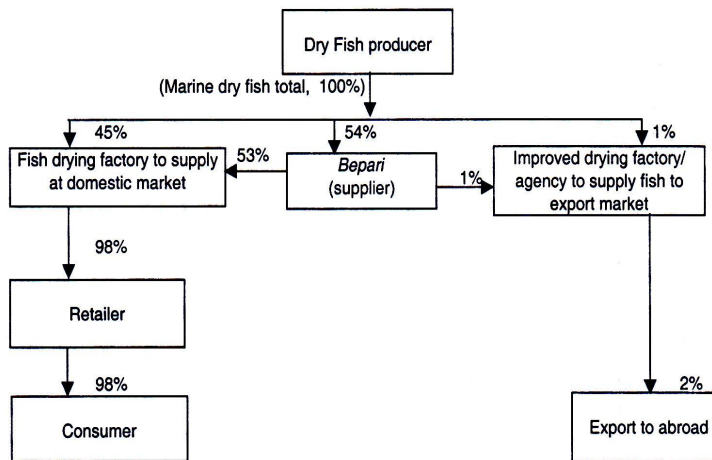 Dry Fish producer
(Marine dry fish total, 100%)
45%
54%
1%
Fish drying factory to supply
at domestic market
53%
Bepari
(supplier)
1%
Improved drying factory/
agency to supply fish to
export market
98%
Retailer
98%
Consumer
2%
Export to abroad